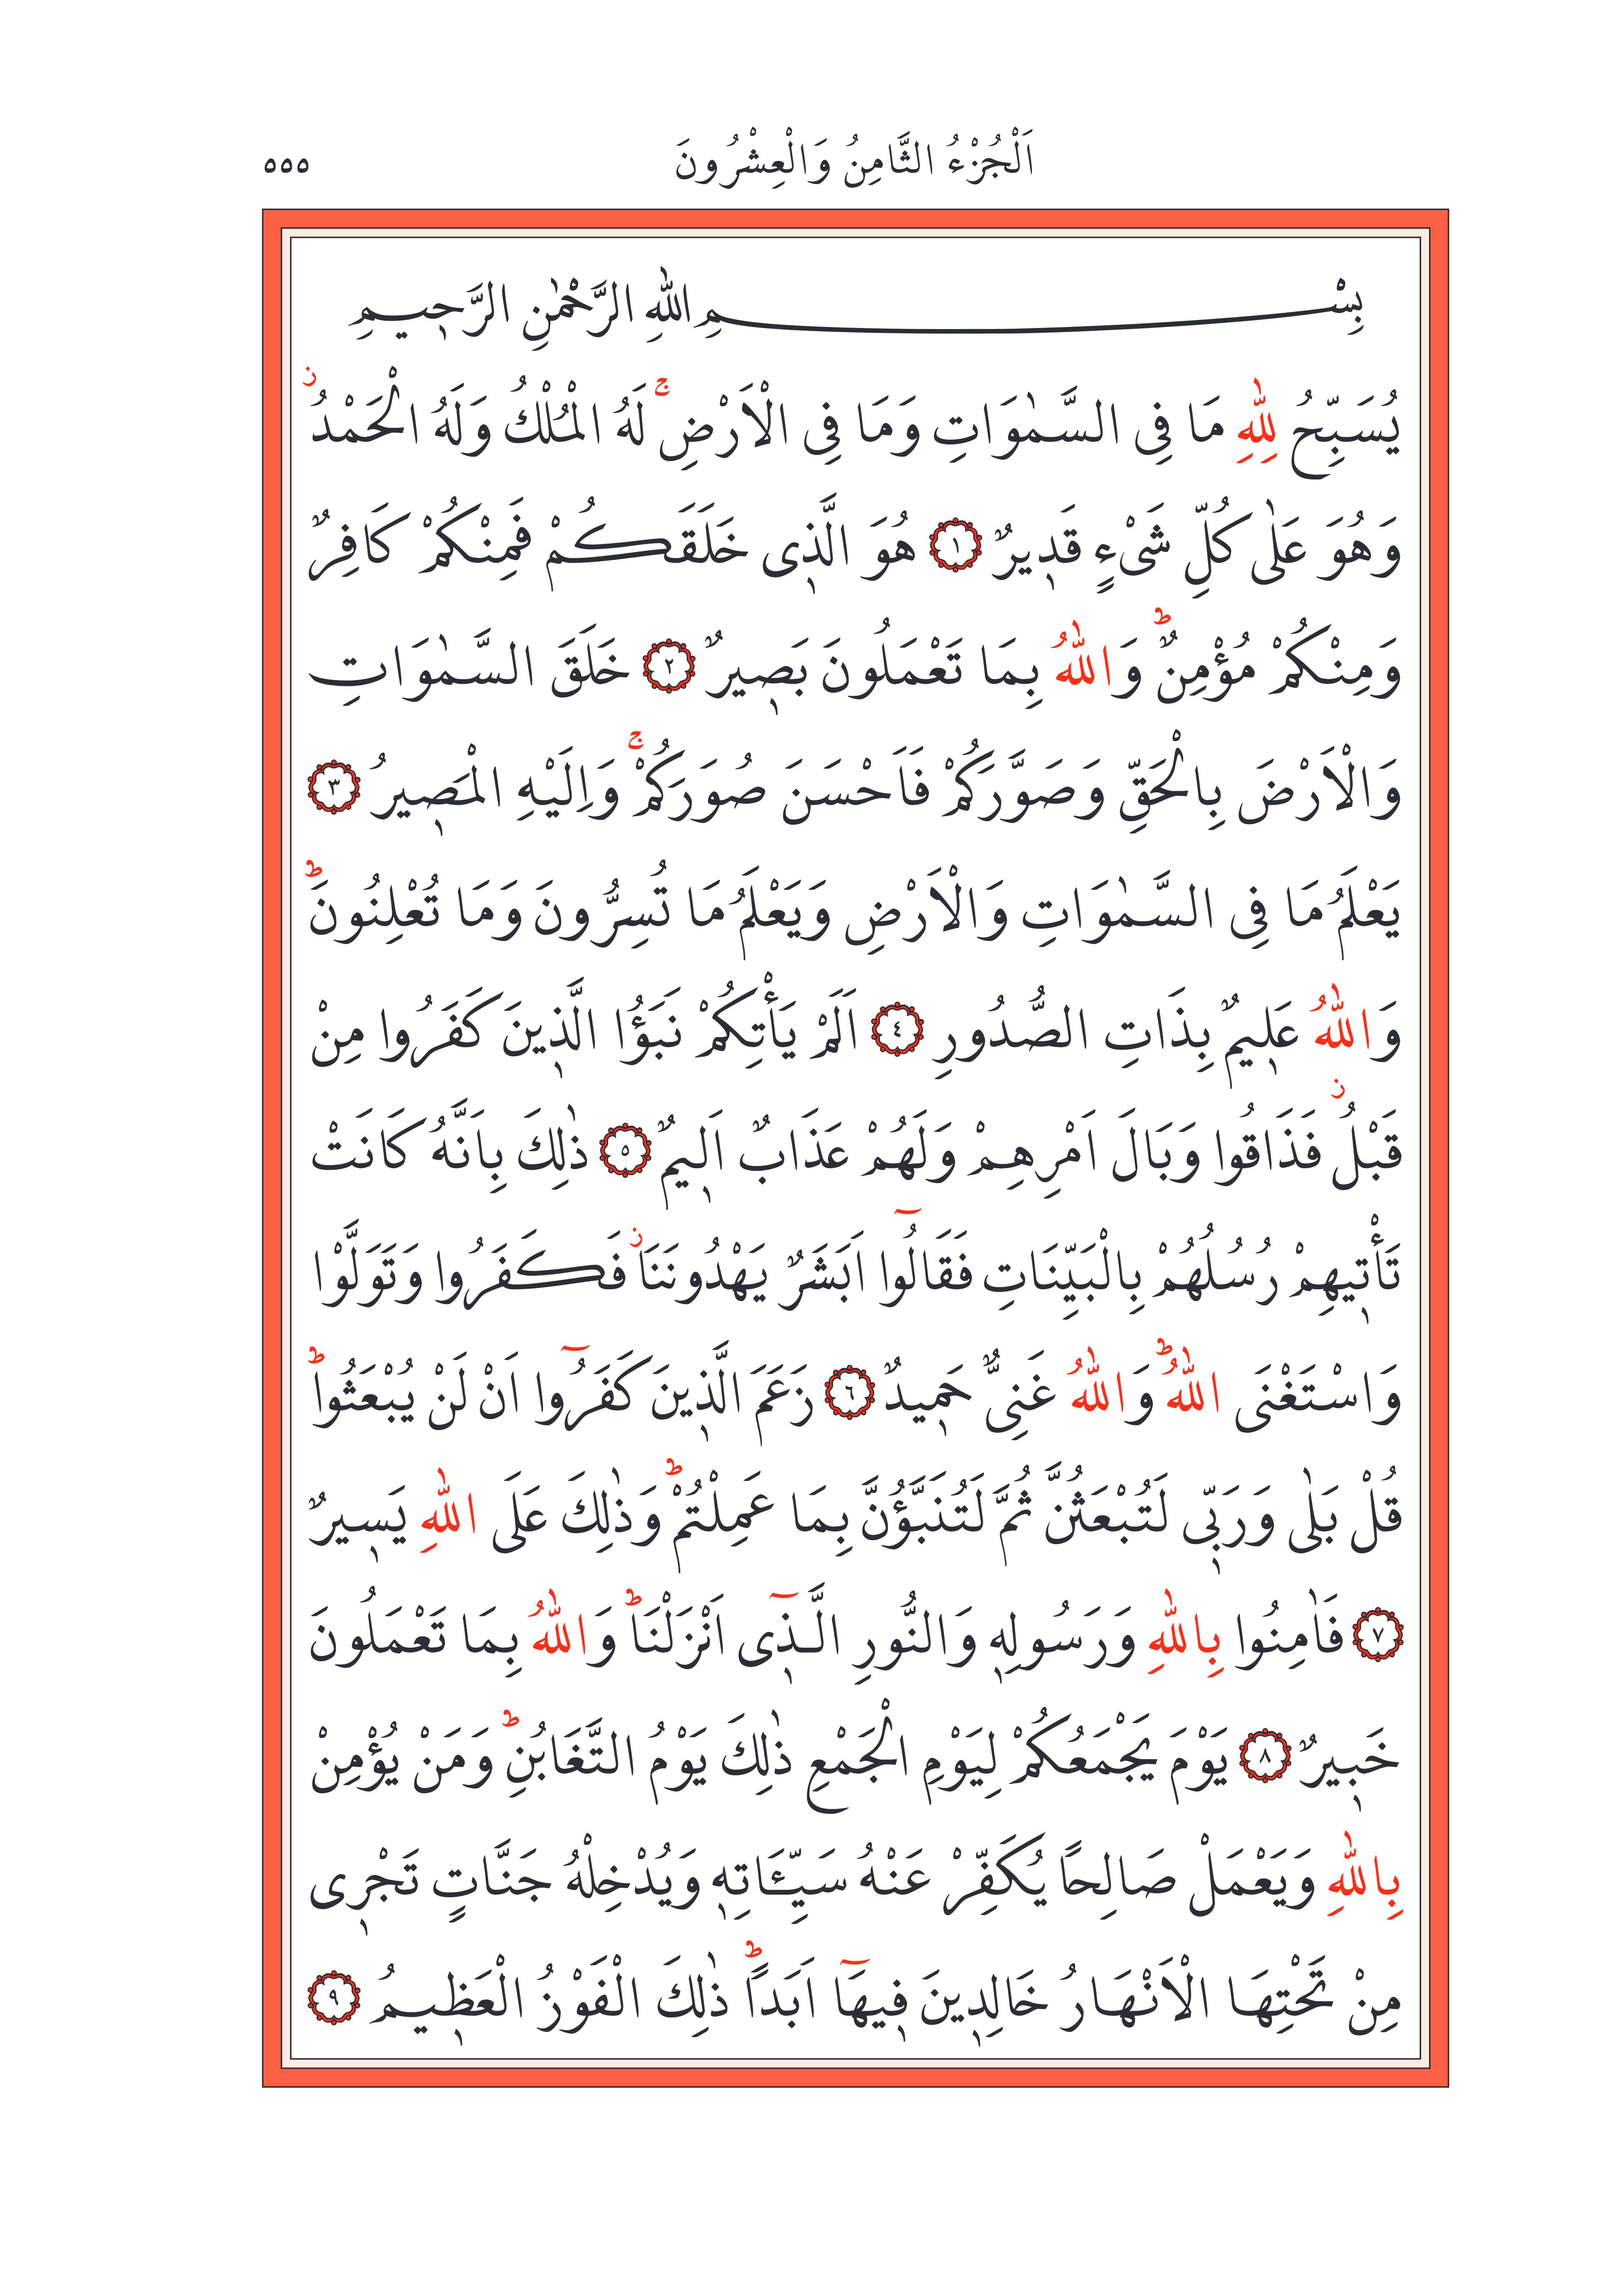 اَلْجُزْءُ الثَّامِنُ وَالْعِشْرُونَ ٥٥٥
بِسْمِ اللّٰهِ الرَّحْمٰنِ الرَّحٖيمِ
يُسَبِّحُ لِلّٰهِ مَا فِى السَّمٰوَاتِ وَمَا فِى الْاَرْضِۚ لَهُ الْمُلْكُ وَلَهُ الْحَمْدُؗ
وَهُوَ عَلٰى كُلِّ شَىْءٍ قَدٖيرٌ ﴿١﴾ هُوَ الَّذٖى خَلَقَكُمْ فَمِنْكُمْ كَافِرٌ
وَمِنْكُمْ مُؤْمِنٌؕ وَاللّٰهُ بِمَا تَعْمَلُونَ بَصٖيرٌ ﴿٢﴾ خَلَقَ السَّمٰوَاتِ
وَالْاَرْضَ بِالْحَقِّ وَصَوَّرَكُمْ فَاَحْسَنَ صُوَرَكُمْۚ وَاِلَيْهِ الْمَصٖيرُ ﴿٣﴾
يَعْلَمُ مَا فِى السَّمٰوَاتِ وَالْاَرْضِ وَيَعْلَمُ مَا تُسِرُّونَ وَمَا تُعْلِنُونَؕ
وَاللّٰهُ عَلٖيمٌ بِذَاتِ الصُّدُورِ ﴿٤﴾ اَلَمْ يَأْتِكُمْ نَبَؤُا الَّذٖينَ كَفَرُوا مِنْ
قَبْلُؗ فَذَاقُوا وَبَالَ اَمْرِهِمْ وَلَهُمْ عَذَابٌ اَلٖيمٌ ﴿٥﴾ ذٰلِكَ بِاَنَّهُ كَانَتْ
تَأْتٖيهِمْ رُسُلُهُمْ بِالْبَيِّنَاتِ فَقَالُٓوا اَبَشَرٌ يَهْدُونَنَاؗ فَكَفَرُوا وَتَوَلَّوْا
وَاسْتَغْنَى اللّٰهُؕ وَاللّٰهُ غَنِىٌّ حَمٖيدٌ ﴿٦﴾ زَعَمَ الَّذٖينَ كَفَرُٓوا اَنْ لَنْ يُبْعَثُواؕ
قُلْ بَلٰى وَرَبّٖى لَتُبْعَثُنَّ ثُمَّ لَتُنَبَّؤُنَّ بِمَا عَمِلْتُمْؕ وَذٰلِكَ عَلَى اللّٰهِ يَسٖيرٌ
﴿٧﴾ فَاٰمِنُوا بِاللّٰهِ وَرَسُولِهٖ وَالنُّورِ الَّذٖٓى اَنْزَلْنَاؕ وَاللّٰهُ بِمَا تَعْمَلُونَ
خَبٖيرٌ ﴿٨﴾ يَوْمَ يَجْمَعُكُمْ لِيَوْمِ الْجَمْعِ ذٰلِكَ يَوْمُ التَّغَابُنِؕ وَمَنْ يُؤْمِنْ
بِاللّٰهِ وَيَعْمَلْ صَالِحًا يُكَفِّرْ عَنْهُ سَيِّـَٔاتِهٖ وَيُدْخِلْهُ جَنَّاتٍ تَجْرٖى
مِنْ تَحْتِهَا الْاَنْهَارُ خَالِدٖينَ فٖيهَٓا اَبَدًاؕ ذٰلِكَ الْفَوْزُ الْعَظٖيمُ ﴿٩﴾